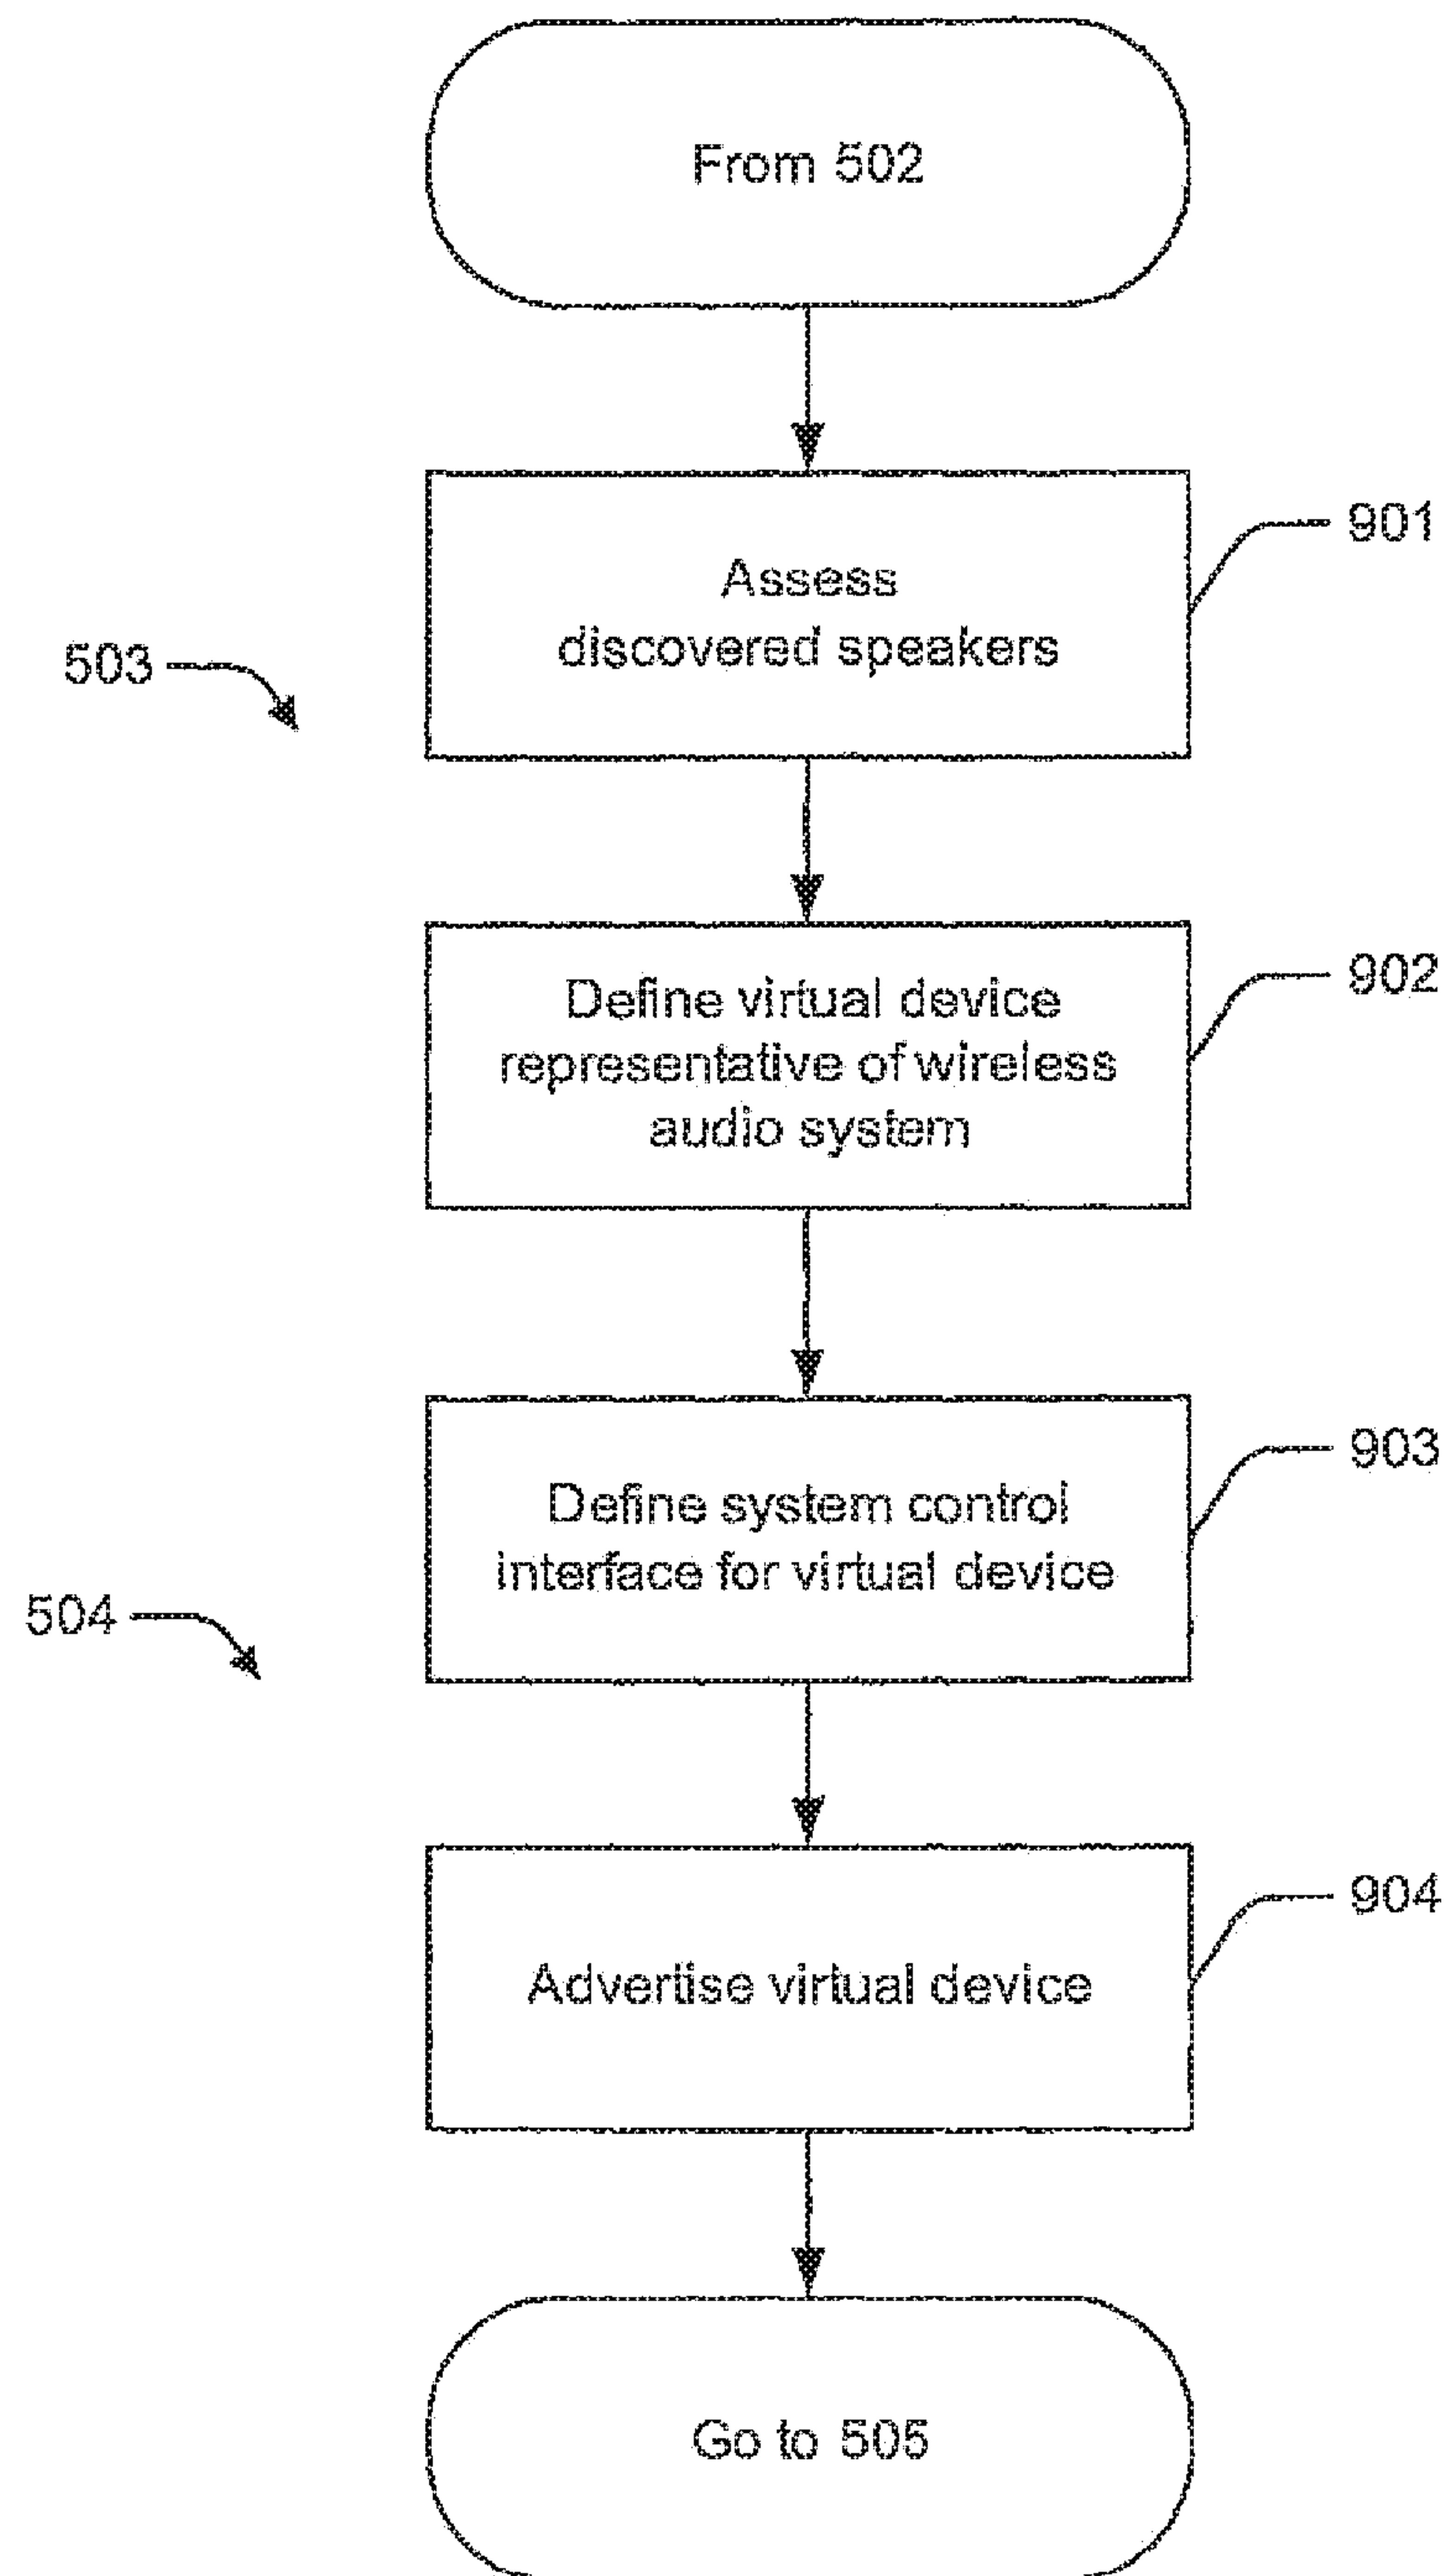 From 502
901
Assess
discovered speakers
503
902
Define virtual device
representative of wireless
audio system
903
Define system control
interface for virtual device
504
904
Advertise virtual device
Go to 505